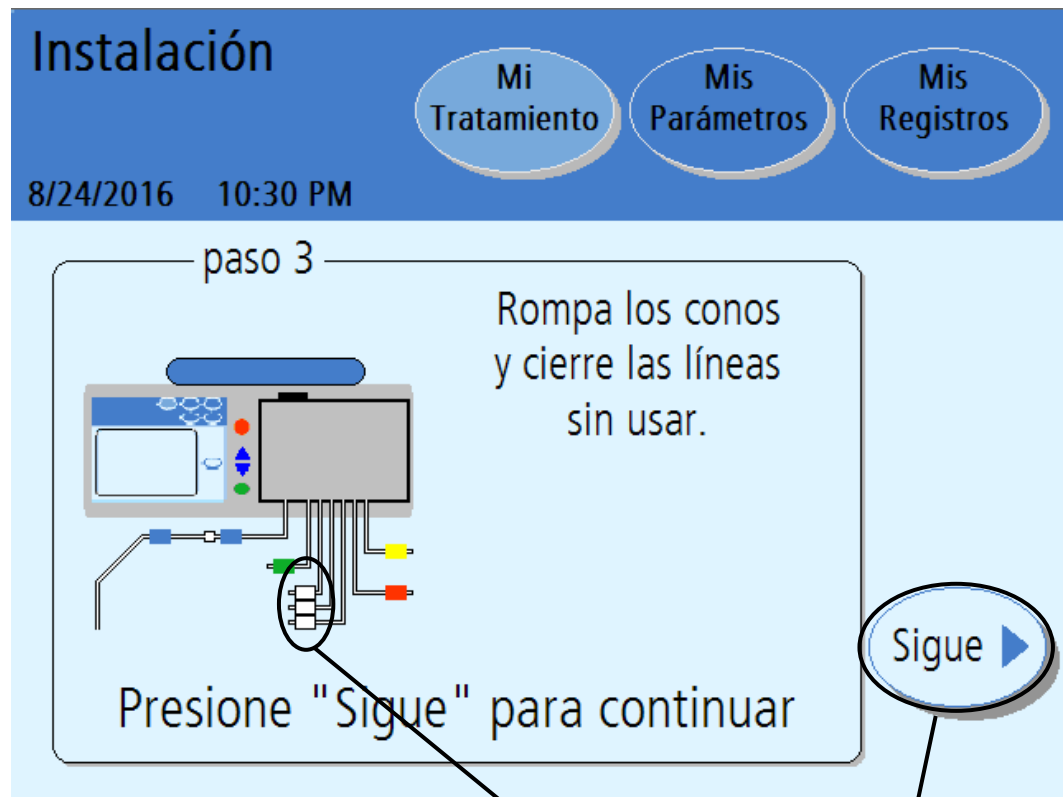 Instalación
Mi
Tratamiento
Mis
Parámetros
Mis
Registros
8/24/2016 10:30 PM
paso 3
Rompa los conos
y cierre las líneas
sin usar.
Sigue
Presione "Sigue" para continuar